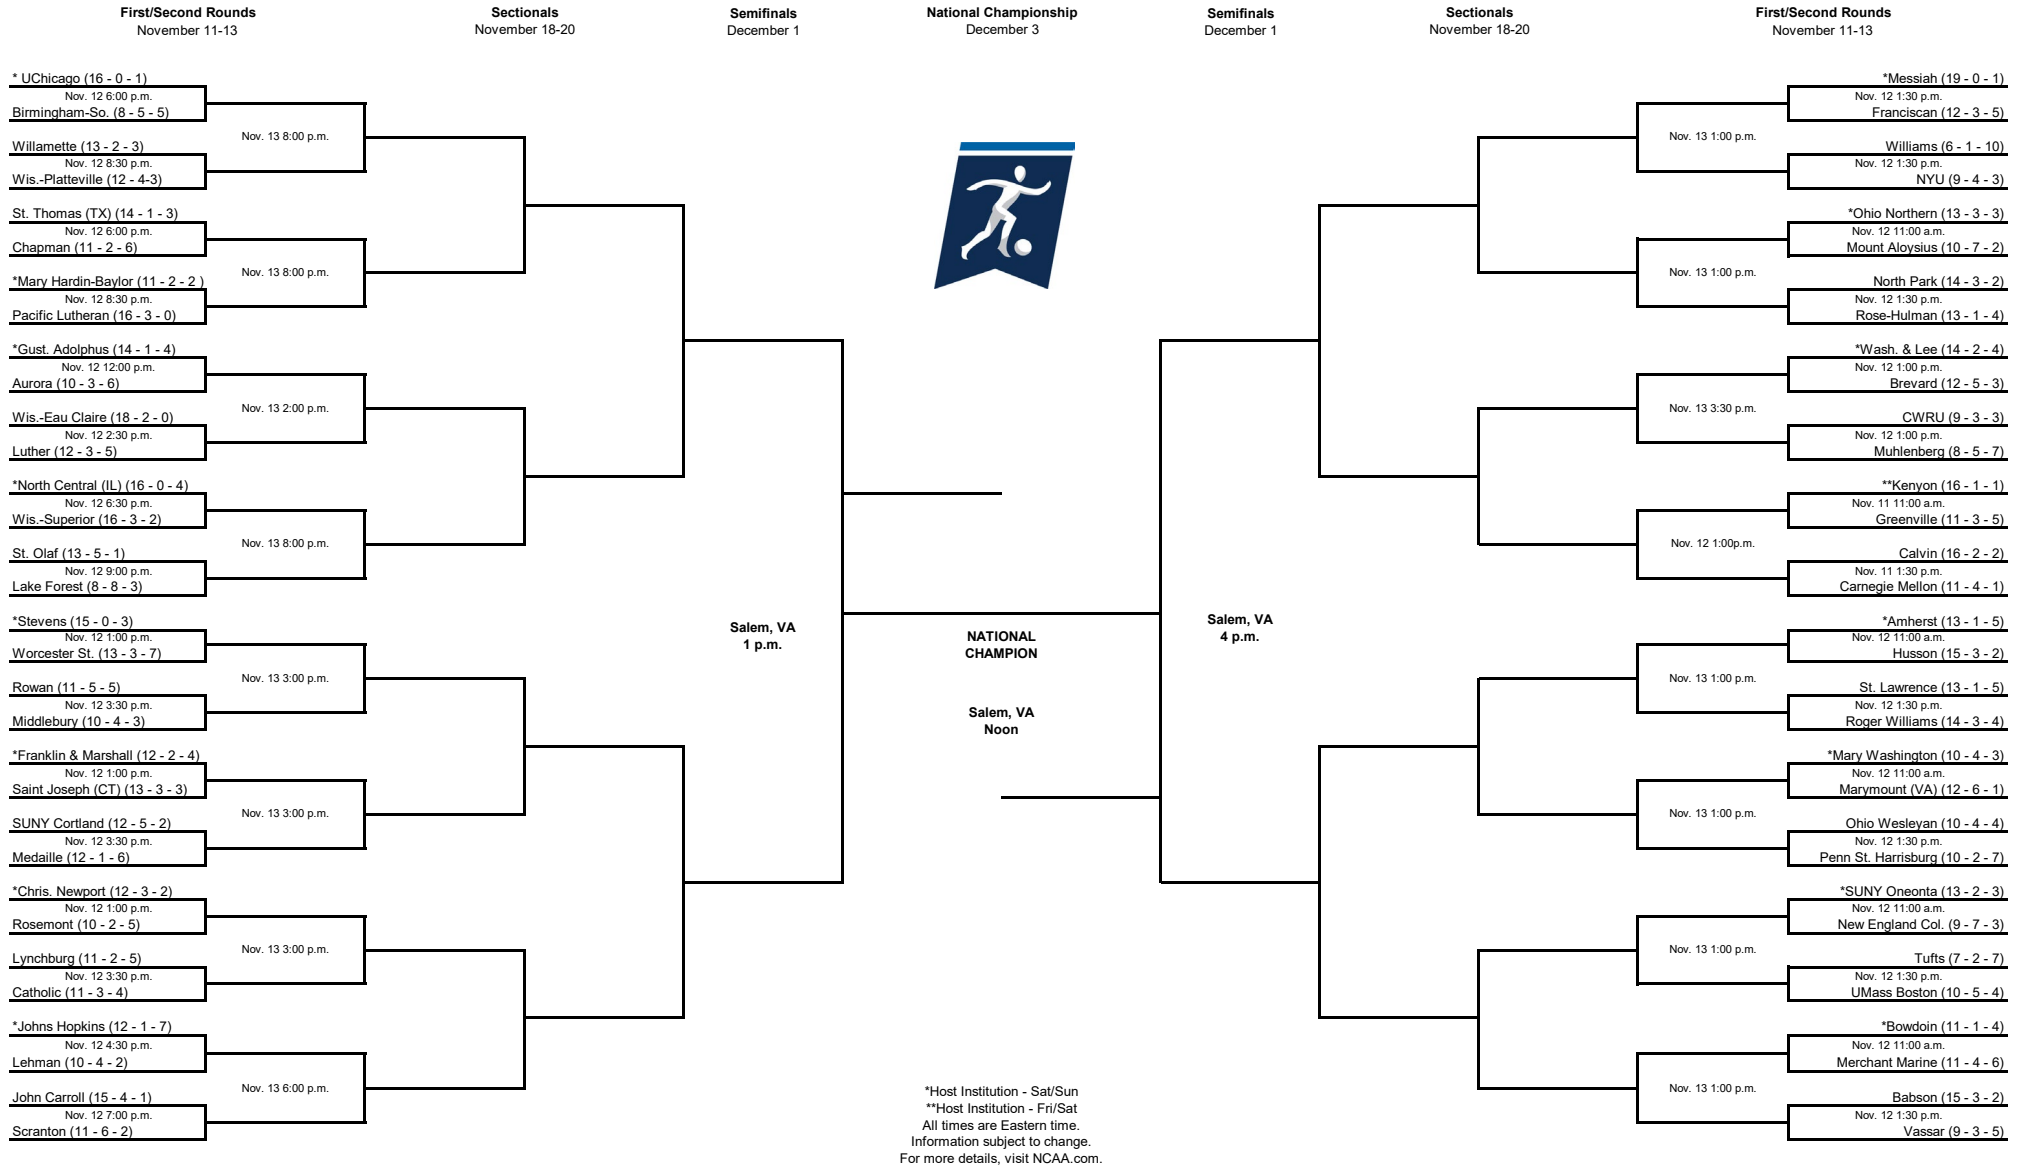 First/Second Rounds
November 11-13
Sectionals
November 18-20
Semifinals
December 1
National Championship
December 3
Semifinals
December 1
Sectionals
November 18-20
First/Second Rounds
November 11-13
* UChicago (16 - 0 - 1)
Nov. 12 6:00 p.m.
Birmingham-So. (8 - 5 - 5)
Nov. 13 8:00 p.m.
Willamette (13 - 2 - 3)
Nov. 12 8:30 p.m.
Wis.-Platteville (12 - 4-3)
St. Thomas (TX) (14 - 1 - 3)
Nov. 12 6:00 p.m.
Chapman (11 - 2 - 6)
Nov. 13 8:00 p.m.
*Mary Hardin-Baylor (11 - 2 - 2 )
Nov. 12 8:30 p.m.
Pacific Lutheran (16 - 3 - 0)
*Gust. Adolphus (14 - 1 - 4)
Nov. 12 12:00 p.m.
Aurora (10 - 3 - 6)
Nov. 13 2:00 p.m.
Wis.-Eau Claire (18 - 2 - 0)
Nov. 12 2:30 p.m.
Luther (12 - 3 - 5)
*North Central (IL) (16 - 0 - 4)
Nov. 12 6:30 p.m.
Wis.-Superior (16 - 3 - 2)
Nov. 13 8:00 p.m.
St. Olaf (13 - 5 - 1)
Nov. 12 9:00 p.m.
Lake Forest (8 - 8 - 3)
*Stevens (15 - 0 - 3)
Nov. 12 1:00 p.m.
Worcester St. (13 - 3 - 7)
Nov. 13 3:00 p.m.
Rowan (11 - 5 - 5)
Nov. 12 3:30 p.m.
Middlebury (10 - 4 - 3)
*Franklin & Marshall (12 - 2 - 4)
Nov. 12 1:00 p.m.
Saint Joseph (CT) (13 - 3 - 3)
Nov. 13 3:00 p.m.
SUNY Cortland (12 - 5 - 2)
Nov. 12 3:30 p.m.
Medaille (12 - 1 - 6)
*Chris. Newport (12 - 3 - 2)
Nov. 12 1:00 p.m.
Rosemont (10 - 2 - 5)
Nov. 13 3:00 p.m.
Lynchburg (11 - 2 - 5)
Nov. 12 3:30 p.m.
Catholic (11 - 3 - 4)
*Johns Hopkins (12 - 1 - 7)
Nov. 12 4:30 p.m.
Lehman (10 - 4 - 2)
Nov. 13 6:00 p.m.
John Carroll (15 - 4 - 1)
Nov. 12 7:00 p.m.
Scranton (11 - 6 - 2)
Salem, VA
1 p.m.
NATIONAL
CHAMPION
Salem, VA
Noon
Salem, VA
4 p.m.
*Messiah (19 - 0 - 1)
Nov. 12 1:30 p.m.
Franciscan (12 - 3 - 5)
Nov. 13 1:00 p.m.
Williams (6 - 1 - 10)
Nov. 12 1:30 p.m.
NYU (9 - 4 - 3)
*Ohio Northern (13 - 3 - 3)
Nov. 12 11:00 a.m.
Mount Aloysius (10 - 7 - 2)
Nov. 13 1:00 p.m.
North Park (14 - 3 - 2)
Nov. 12 1:30 p.m.
Rose-Hulman (13 - 1 - 4)
*Wash. & Lee (14 - 2 - 4)
Nov. 12 1:00 p.m.
Brevard (12 - 5 - 3)
Nov. 13 3:30 p.m.
CWRU (9 - 3 - 3)
Nov. 12 1:00 p.m.
Muhlenberg (8 - 5 - 7)
**Kenyon (16 - 1 - 1)
Nov. 11 11:00 a.m.
Greenville (11 - 3 - 5)
Nov. 12 1:00p.m.
Calvin (16 - 2 - 2)
Nov. 11 1:30 p.m.
Carnegie Mellon (11 - 4 - 1)
*Amherst (13 - 1 - 5)
Nov. 12 11:00 a.m.
Husson (15 - 3 - 2)
Nov. 13 1:00 p.m.
St. Lawrence (13 - 1 - 5)
Nov. 12 1:30 p.m.
Roger Williams (14 - 3 - 4)
*Mary Washington (10 - 4 - 3)
Nov. 12 11:00 a.m.
Marymount (VA) (12 - 6 - 1)
Nov. 13 1:00 p.m.
Ohio Wesleyan (10 - 4 - 4)
Nov. 12 1:30 p.m.
Penn St. Harrisburg (10 - 2 - 7)
*SUNY Oneonta (13 - 2 - 3)
Nov. 12 11:00 a.m.
New England Col. (9 - 7 - 3)
Nov. 13 1:00 p.m.
Tufts (7 - 2 - 7)
Nov. 12 1:30 p.m.
UMass Boston (10 - 5 - 4)
*Bowdoin (11 - 1 - 4)
Nov. 12 11:00 a.m.
Merchant Marine (11 - 4 - 6)
Nov. 13 1:00 p.m.
Babson (15 - 3 - 2)
Nov. 12 1:30 p.m.
Vassar (9 - 3 - 5)
*Host Institution - Sat/Sun
**Host Institution - Fri/Sat
All times are Eastern time.
Information subject to change.
For more details, visit NCAA.com.